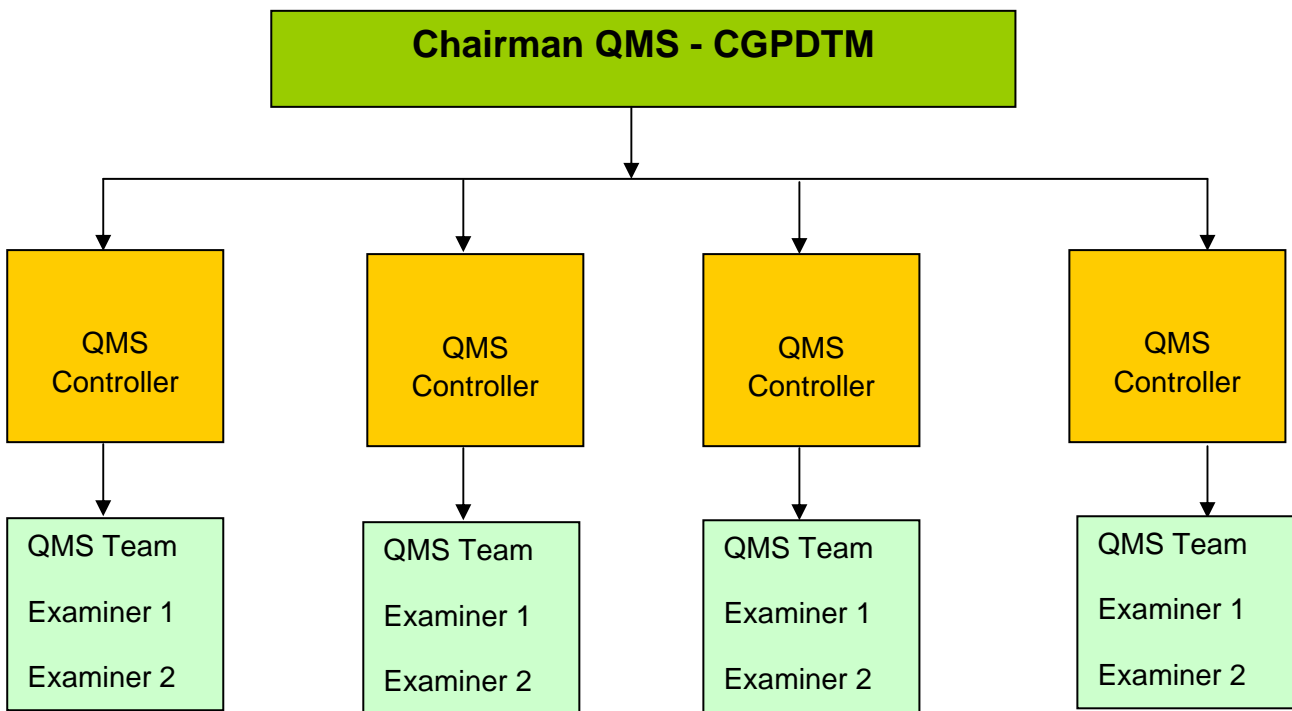 Chairman QMS - CGPDTM
QMS
Controller
QMS
Controller
QMS
Controller
QMS
Controller
QMS Team
Examiner 1
Examiner 2
QMS Team
Examiner 1
Examiner 2
QMS Team
Examiner 1
Examiner 2
QMS Team
Examiner 1
Examiner 2